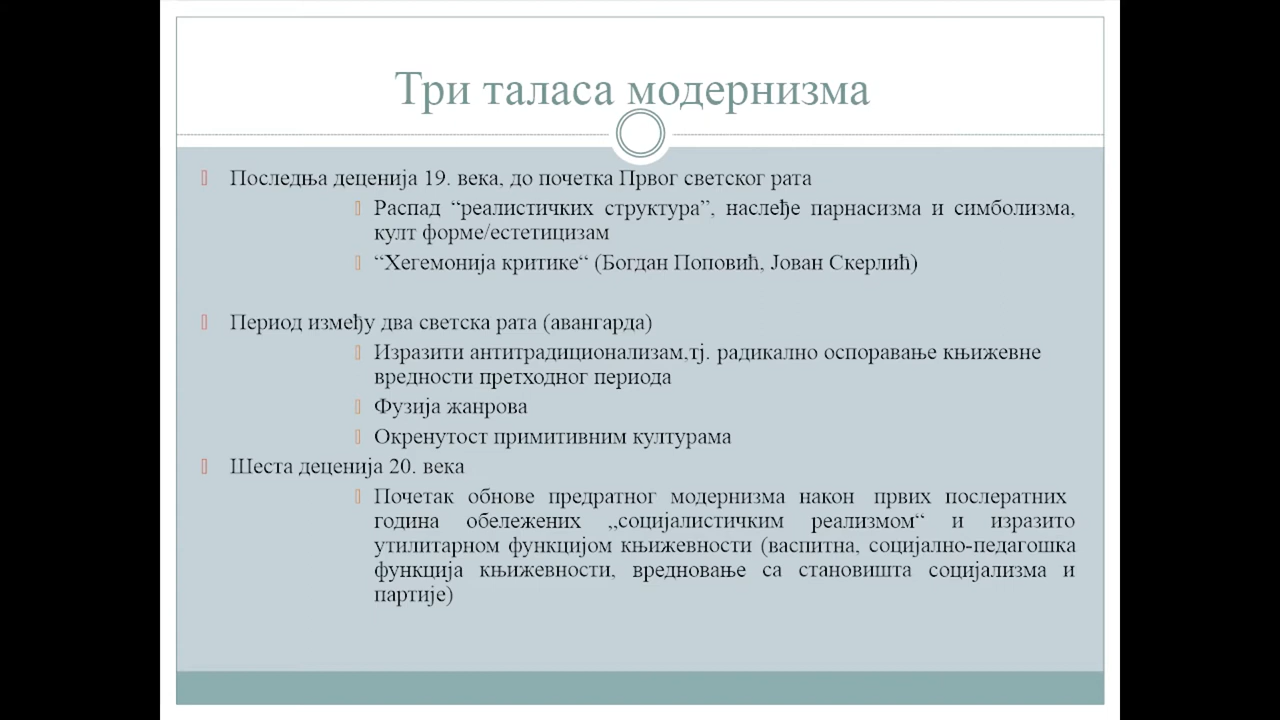 Три таласа модернизма
Последња деценија 19. века, до почетка Првог светског рата
Распад “реалистичких структура”, наслеђе парнасизма и симболизма,
култ форме/естетицизам
“Хегемонија критике“ (Богдан Поповић, Јован Скерлић)
Период између два светска рата (авангарда)
Изразити антитрадиционализам,тј. радикално оспоравање књижевне
вредности претходног периода
Фузија жанрова
Окренутост примитивним културама
Шеста деценија 20. века
Почетак обнове предратног модернизма након првих послератних
година обележених „социјалистичким реализмом“ и изразито
утилитарном функцијом књижевности (васпитна, социјално-педагошка
функција књижевности, вредновање са становишта социјализма и
партије)